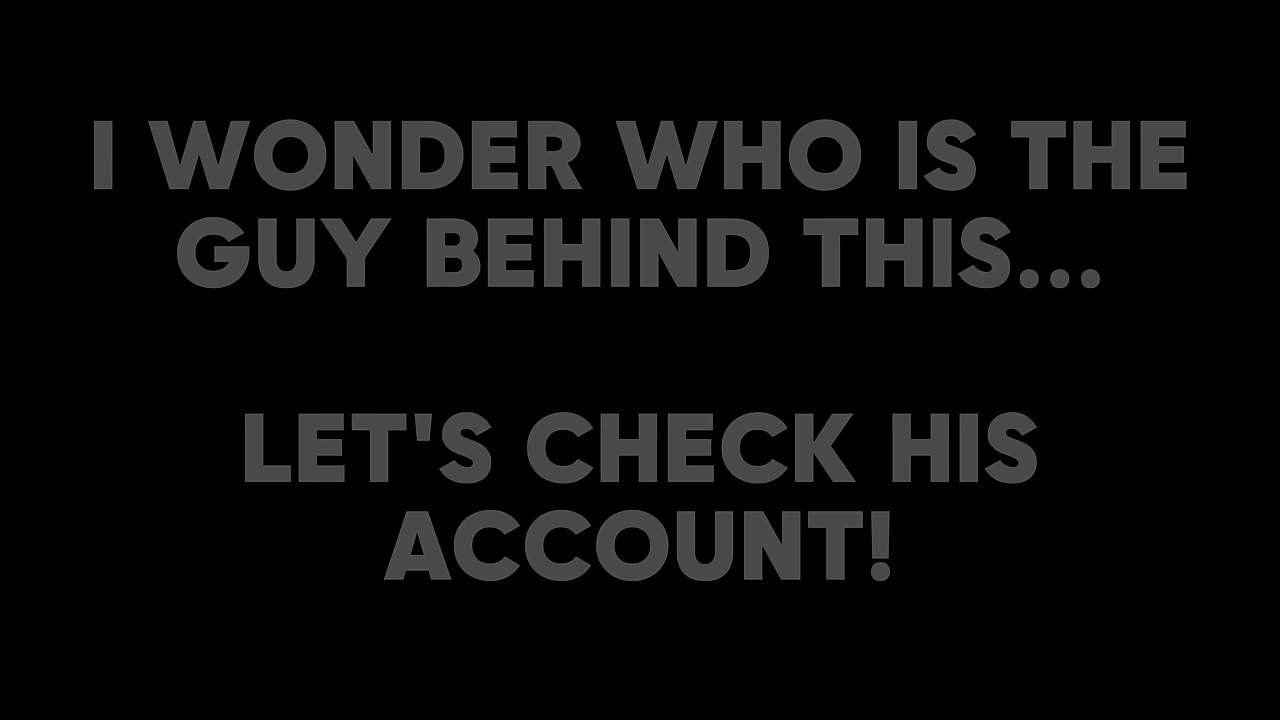 I WONDER WHO IS THE
GUY BEHIND THIS...
LET'S CHECK HIS
ACCOUNT!